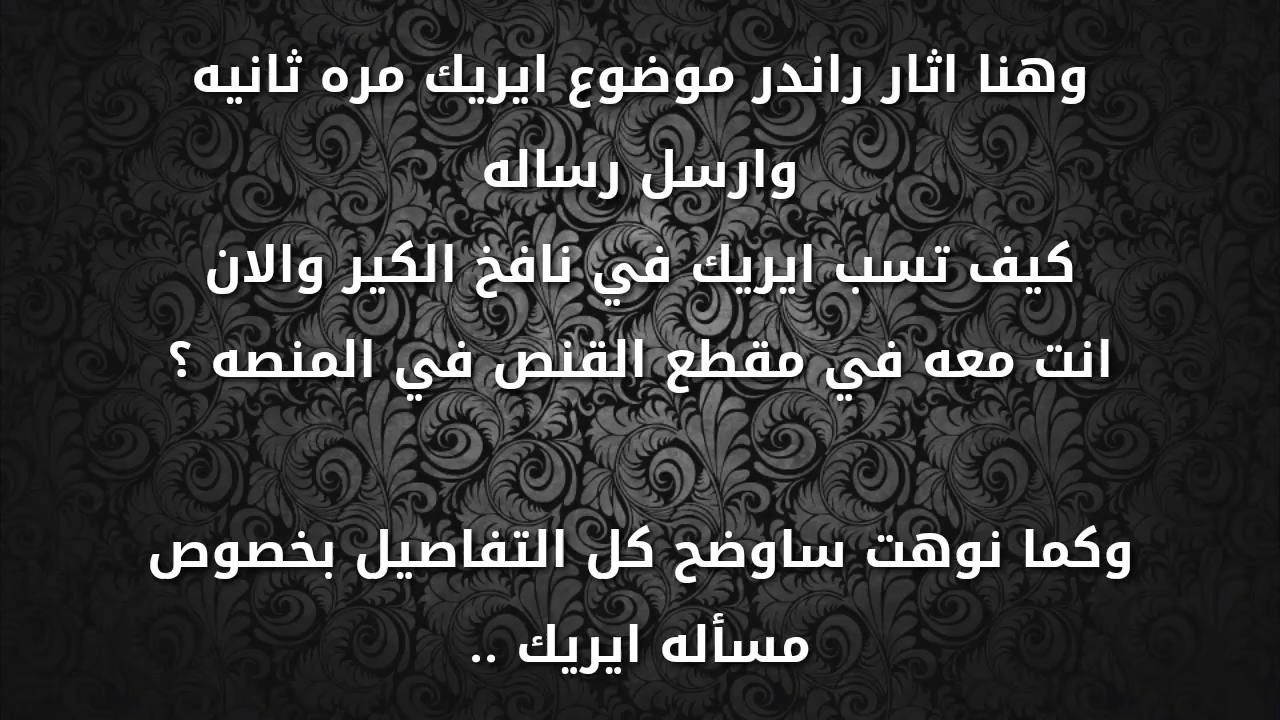 وهنا اثار راندر موضوع ايريك مره ثانيه
وارسل رساله
كيف تسب ايريك في نافخ الكير والان
انت معه في مقطع القنص في المنصه ؟
وكما نوهت ساوضح كل التفاصيل بخصوص
مسأله ايريك ..